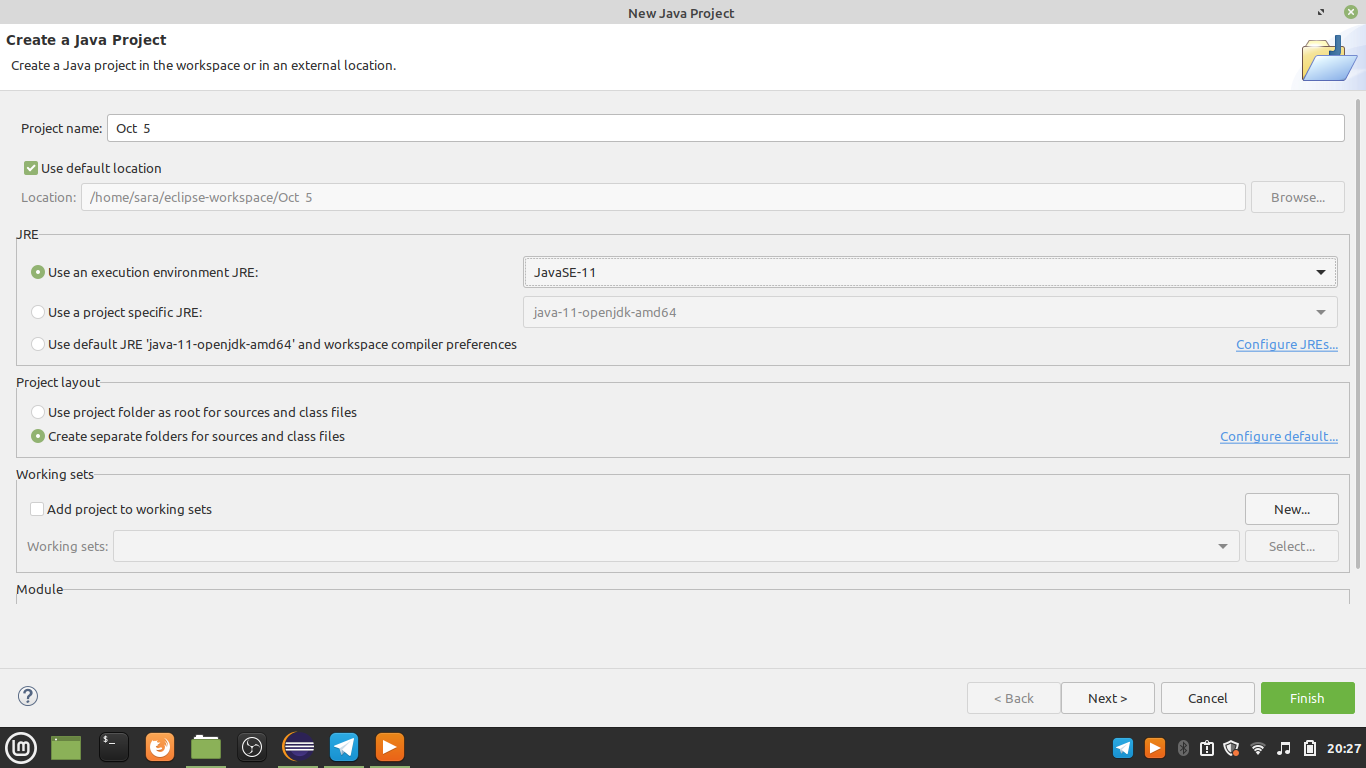 New Java Project
Create a Java Project
Create a Java project in the workspace or in an external location.
Project name: Oct 5
Use default location
Location: /home/sara/eclipse-workspace/Oct 5 Browse...
JRE
Use an execution environment JRE: JavaSE-11
Use a project specific JRE: java-11-openjdk-amd64
Use default JRE 'java-11-openjdk-amd64' and workspace compiler preferences Configure JREs...
Project layout
Use project folder as root for sources and class files
Create separate folders for sources and class files Configure default...
Working sets
Add project to working sets New...
Working sets: Select...
Module
? < Back Next > Cancel Finish
lm $_ 20:27